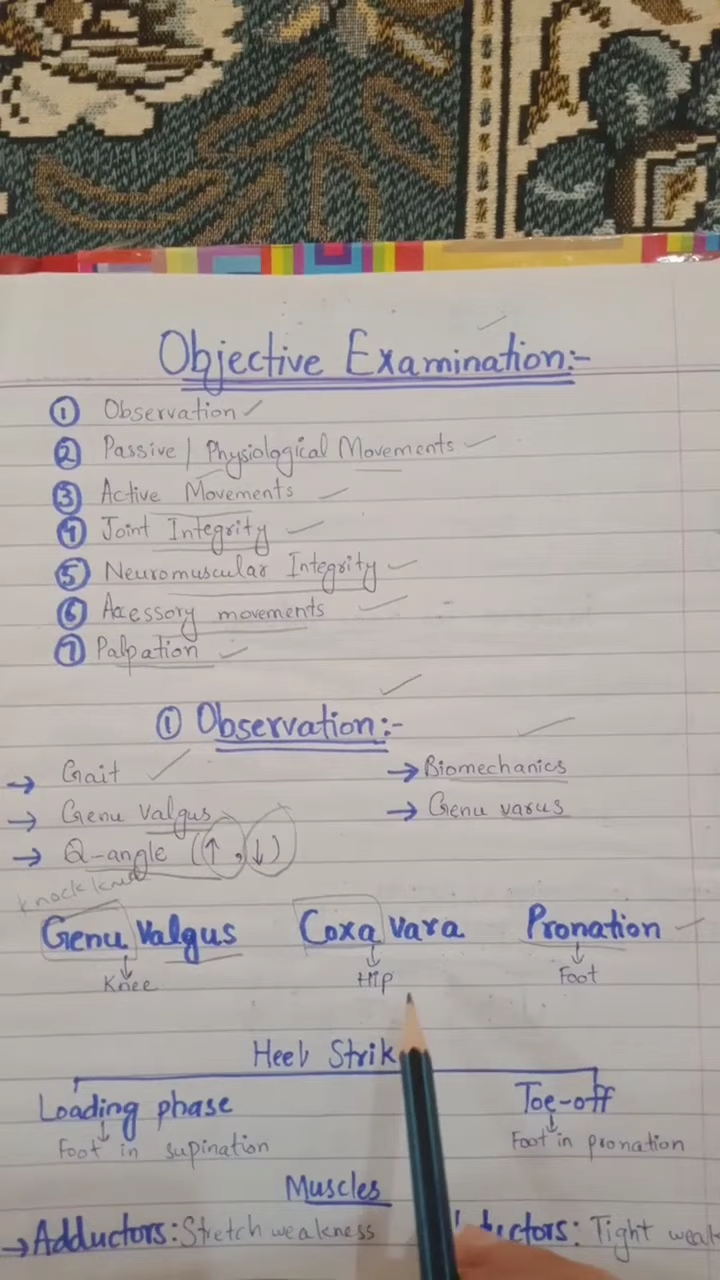 Objective Examination:-
① Observation
② Passive / Physiological Movements
③ Active Movements
④ Joint Integrity
⑤ Neuromuscular Integrity
⑥ Accessory movements
⑦ Palpation
① Observation:-
→ Gait → Biomechanics
→ Genu valgus → Genu varus
→ Q-angle (↑, ↓)
knock knee
Genu Valgus Coxa vara Pronation
Knee Hip Foot
Heel Strik
Loading phase Toe-off
Foot in supination Foot in pronation
Muscles
→ Adductors: Stretch weakness Tight weak